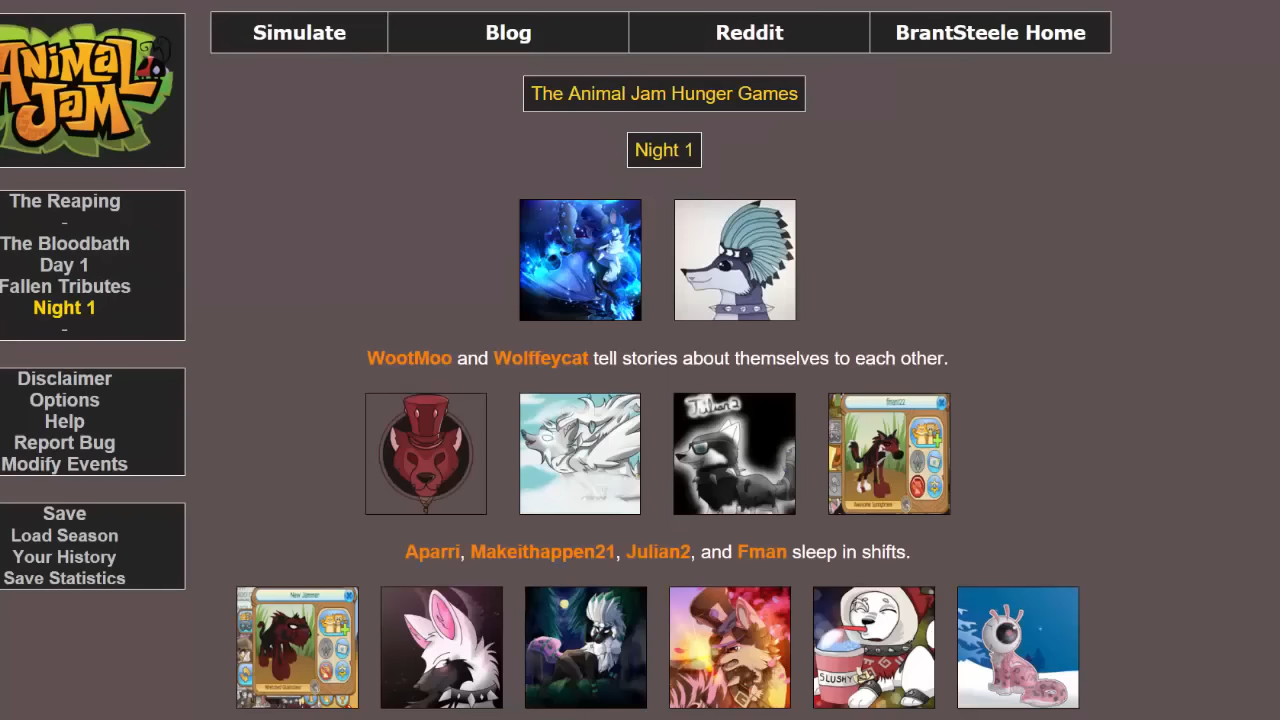 Simulate
Blog
Reddit
BrantSteele Home
ANIMAL
JAM
The Animal Jam Hunger Games
Night 1
The Reaping
-
The Bloodbath
Day 1
Fallen Tributes
Night 1
-
Disclaimer
Options
Help
Report Bug
Modify Events
Save
Load Season
Your History
Save Statistics
WootMoo and Wolffeycat tell stories about themselves to each other.
Julian2
Aparri, Makeithappen21, Julian2, and Fman sleep in shifts.
New Jammer
SLUSHY